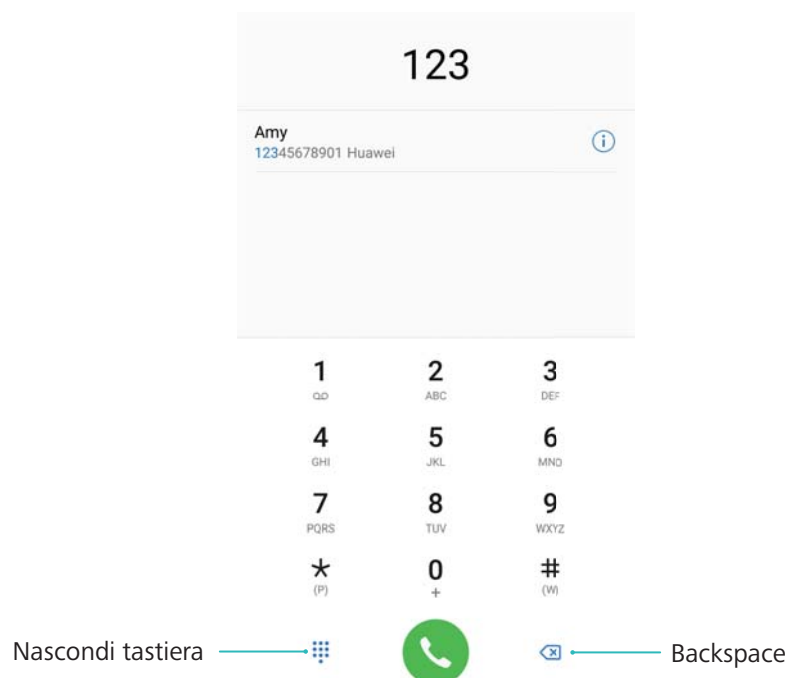 123
Amy
12345678901 Huawei
1 2 3
ABC DEF
4 5 6
GHI JKL MNO
7 8 9
PQRS TUV WXYZ
* 0 #
(P) + (W)
Nascondi tastiera Backspace